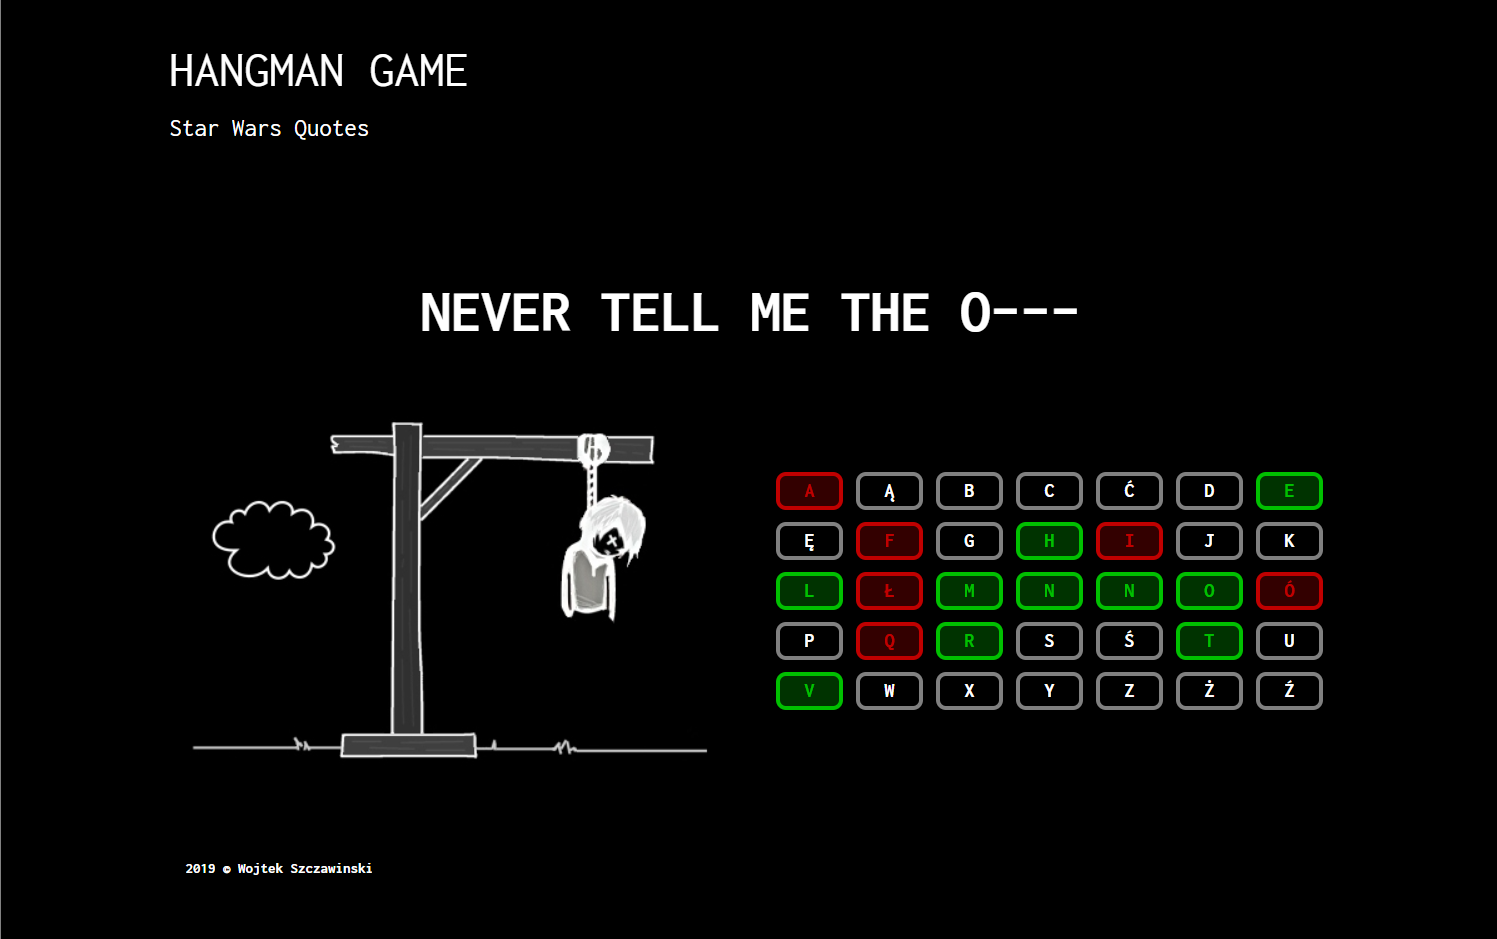 HANGMAN GAME
Star Wars Quotes
NEVER TELL ME THE O---
A Ą B C Ć D E
Ę F G H I J K
L Ł M N N O Ó
P Q R S Ś T U
V W X Y Z Ż Ź
2019 © Wojtek Szczawinski